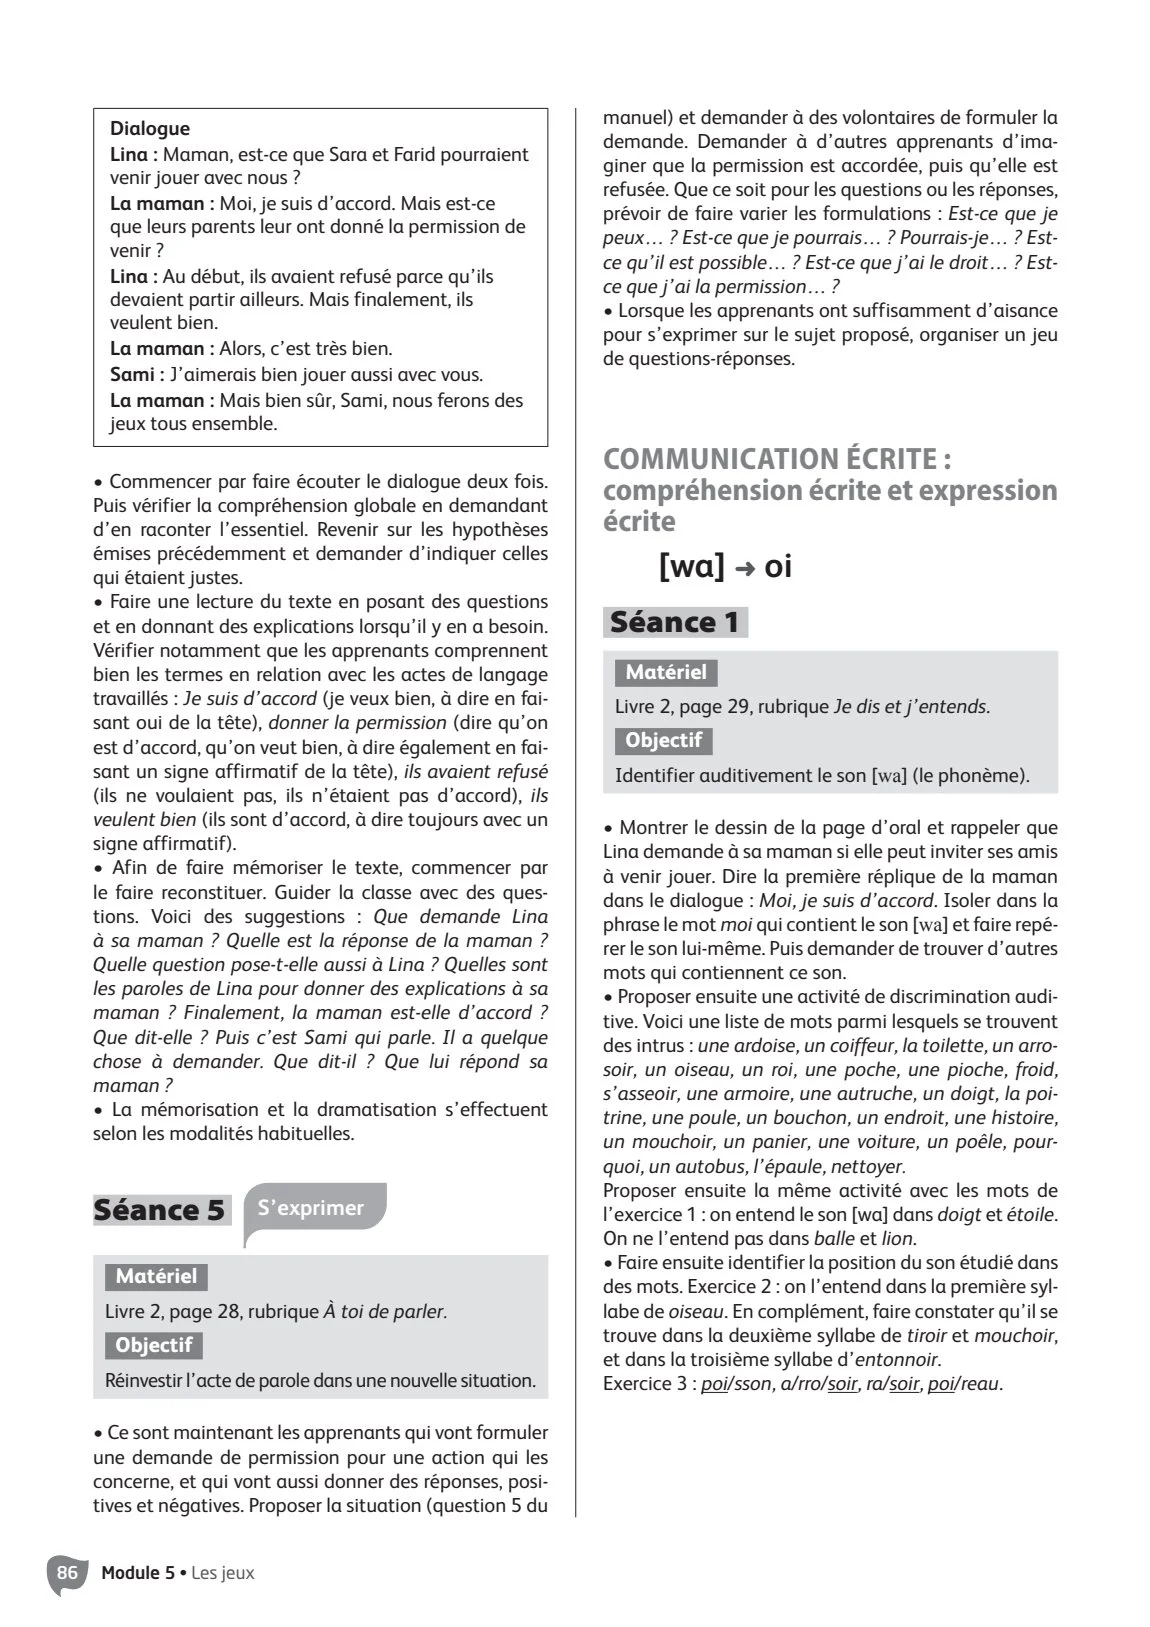 Dialogue
Lina : Maman, est-ce que Sara et Farid pourraient
venir jouer avec nous ?
La maman : Moi, je suis d’accord. Mais est-ce
que leurs parents leur ont donné la permission de
venir ?
Lina : Au début, ils avaient refusé parce qu’ils
devaient partir ailleurs. Mais finalement, ils
veulent bien.
La maman : Alors, c’est très bien.
Sami : J’aimerais bien jouer aussi avec vous.
La maman : Mais bien sûr, Sami, nous ferons des
jeux tous ensemble.
• Commencer par faire écouter le dialogue deux fois.
Puis vérifier la compréhension globale en demandant
d’en raconter l’essentiel. Revenir sur les hypothèses
émises précédemment et demander d’indiquer celles
qui étaient justes.
• Faire une lecture du texte en posant des questions
et en donnant des explications lorsqu’il y en a besoin.
Vérifier notamment que les apprenants comprennent
bien les termes en relation avec les actes de langage
travaillés : Je suis d’accord (je veux bien, à dire en fai-
sant oui de la tête), donner la permission (dire qu’on
est d’accord, qu’on veut bien, à dire également en fai-
sant un signe affirmatif de la tête), ils avaient refusé
(ils ne voulaient pas, ils n’étaient pas d’accord), ils
veulent bien (ils sont d’accord, à dire toujours avec un
signe affirmatif).
• Afin de faire mémoriser le texte, commencer par
le faire reconstituer. Guider la classe avec des ques-
tions. Voici des suggestions : Que demande Lina
à sa maman ? Quelle est la réponse de la maman ?
Quelle question pose-t-elle aussi à Lina ? Quelles sont
les paroles de Lina pour donner des explications à sa
maman ? Finalement, la maman est-elle d’accord ?
Que dit-elle ? Puis c’est Sami qui parle. Il a quelque
chose à demander. Que dit-il ? Que lui répond sa
maman ?
• La mémorisation et la dramatisation s’effectuent
selon les modalités habituelles.
Séance 5 S’exprimer
Matériel
Livre 2, page 28, rubrique À toi de parler.
Objectif
Réinvestir l’acte de parole dans une nouvelle situation.
• Ce sont maintenant les apprenants qui vont formuler
une demande de permission pour une action qui les
concerne, et qui vont aussi donner des réponses, posi-
tives et négatives. Proposer la situation (question 5 du
manuel) et demander à des volontaires de formuler la
demande. Demander à d’autres apprenants d’ima-
giner que la permission est accordée, puis qu’elle est
refusée. Que ce soit pour les questions ou les réponses,
prévoir de faire varier les formulations : Est-ce que je
peux… ? Est-ce que je pourrais… ? Pourrais-je… ? Est-
ce qu’il est possible… ? Est-ce que j’ai le droit… ? Est-
ce que j’ai la permission… ?
• Lorsque les apprenants ont suffisamment d’aisance
pour s’exprimer sur le sujet proposé, organiser un jeu
de questions-réponses.
COMMUNICATION ÉCRITE :
compréhension écrite et expression
écrite
[wa] → oi
Séance 1
Matériel
Livre 2, page 29, rubrique Je dis et j’entends.
Objectif
Identifier auditivement le son [wa] (le phonème).
• Montrer le dessin de la page d’oral et rappeler que
Lina demande à sa maman si elle peut inviter ses amis
à venir jouer. Dire la première réplique de la maman
dans le dialogue : Moi, je suis d’accord. Isoler dans la
phrase le mot moi qui contient le son [wa] et faire repé-
rer le son lui-même. Puis demander de trouver d’autres
mots qui contiennent ce son.
• Proposer ensuite une activité de discrimination audi-
tive. Voici une liste de mots parmi lesquels se trouvent
des intrus : une ardoise, un coiffeur, la toilette, un arro-
soir, un oiseau, un roi, une poche, une pioche, froid,
s’asseoir, une armoire, une autruche, un doigt, la poi-
trine, une poule, un bouchon, un endroit, une histoire,
un mouchoir, un panier, une voiture, un poêle, pour-
quoi, un autobus, l’épaule, nettoyer.
Proposer ensuite la même activité avec les mots de
l’exercice 1 : on entend le son [wa] dans doigt et étoile.
On ne l’entend pas dans balle et lion.
• Faire ensuite identifier la position du son étudié dans
des mots. Exercice 2 : on l’entend dans la première syl-
labe de oiseau. En complément, faire constater qu’il se
trouve dans la deuxième syllabe de tiroir et mouchoir,
et dans la troisième syllabe d’entonnoir.
Exercice 3 : poi/sson, a/rro/soir, ra/soir, poi/reau.
86 Module 5 • Les jeux